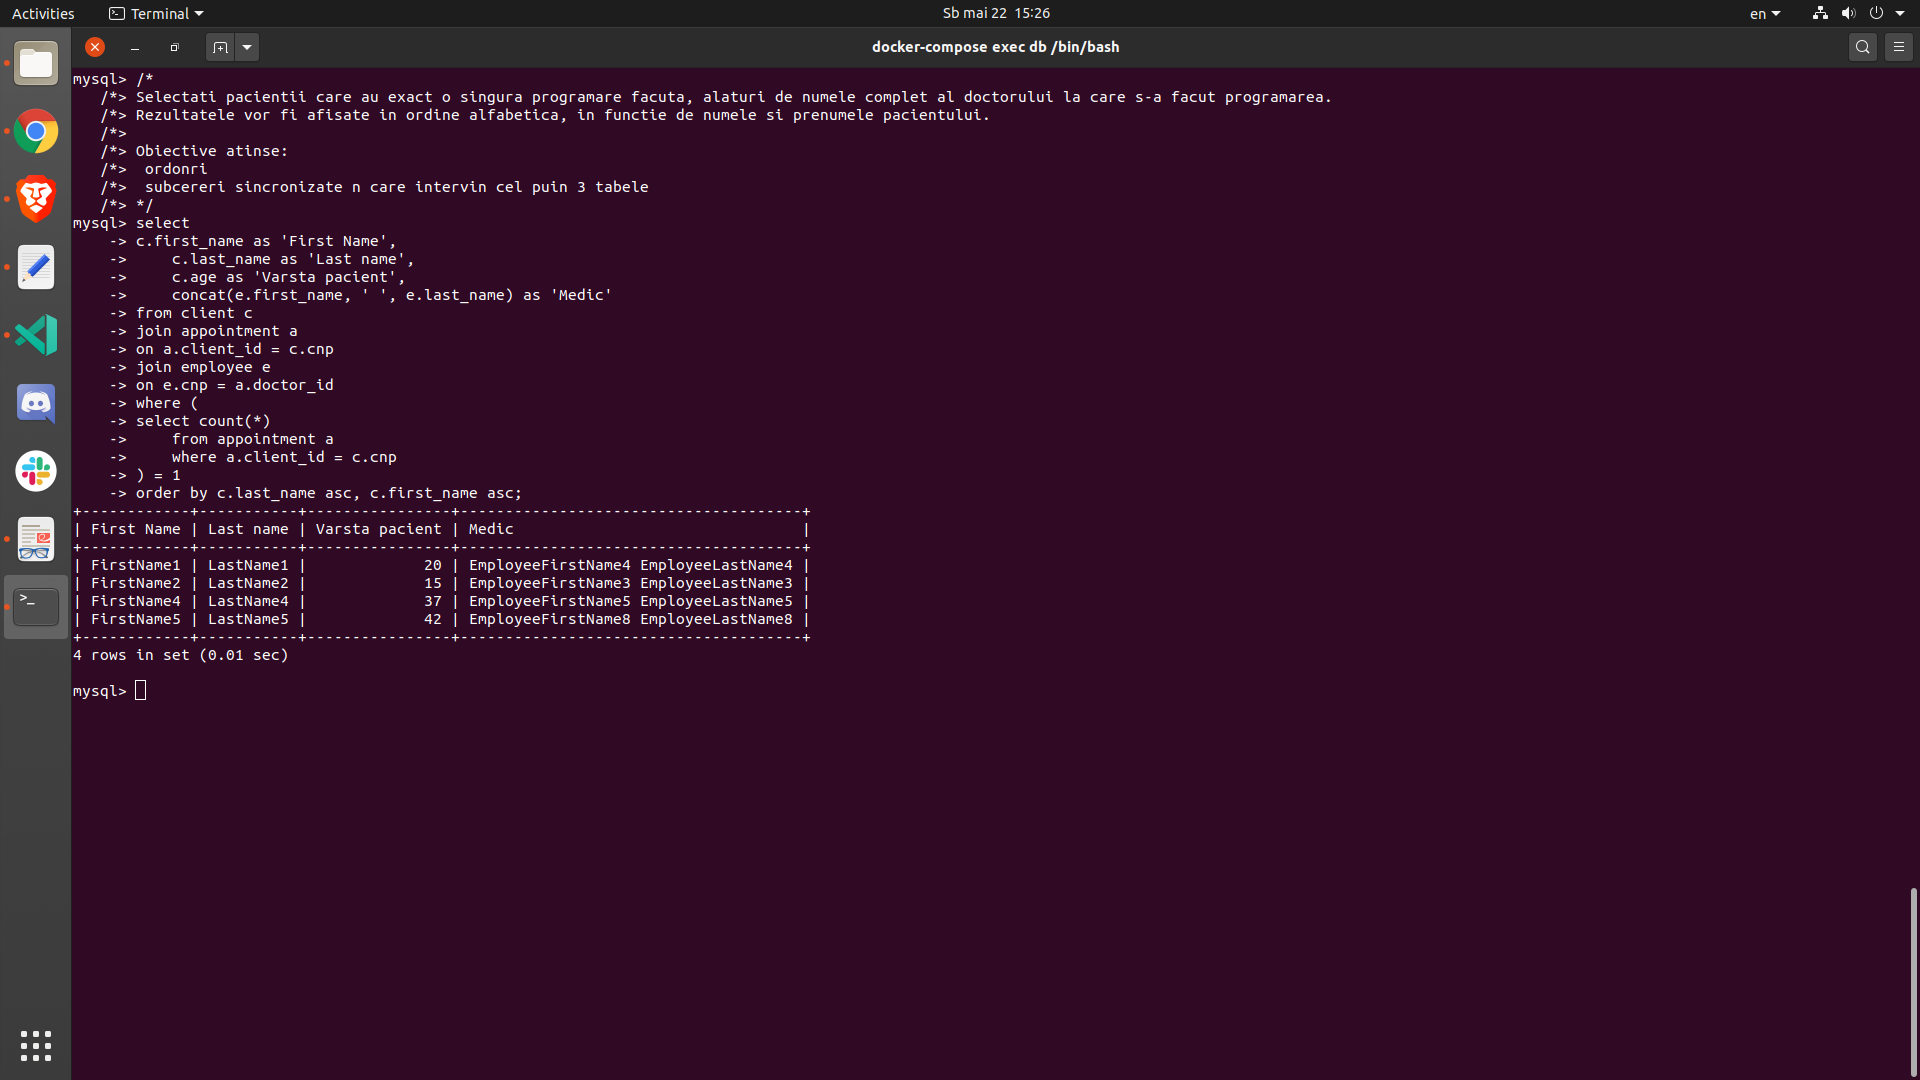 Activities Terminal Sb mai 22 15:26 en
docker-compose exec db /bin/bash
mysql> /*
   /*> Selectati pacientii care au exact o singura programare facuta, alaturi de numele complet al doctorului la care s-a facut programarea.
   /*> Rezultatele vor fi afisate in ordine alfabetica, in functie de numele si prenumele pacientului.
   /*>
   /*> Obiective atinse:
   /*>  ordonri
   /*>  subcereri sincronizate n care intervin cel puin 3 tabele
   /*> */
mysql> select
    -> c.first_name as 'First Name',
    ->     c.last_name as 'Last name',
    ->     c.age as 'Varsta pacient',
    ->     concat(e.first_name, ' ', e.last_name) as 'Medic'
    -> from client c
    -> join appointment a
    -> on a.client_id = c.cnp
    -> join employee e
    -> on e.cnp = a.doctor_id
    -> where (
    -> select count(*)
    ->     from appointment a
    ->     where a.client_id = c.cnp
    -> ) = 1
    -> order by c.last_name asc, c.first_name asc;
+------------+-----------+----------------+--------------------------------------+
| First Name | Last name | Varsta pacient | Medic                                |
+------------+-----------+----------------+--------------------------------------+
| FirstName1 | LastName1 |             20 | EmployeeFirstName4 EmployeeLastName4 |
| FirstName2 | LastName2 |             15 | EmployeeFirstName3 EmployeeLastName3 |
| FirstName4 | LastName4 |             37 | EmployeeFirstName5 EmployeeLastName5 |
| FirstName5 | LastName5 |             42 | EmployeeFirstName8 EmployeeLastName8 |
+------------+-----------+----------------+--------------------------------------+
4 rows in set (0.01 sec)
mysql>